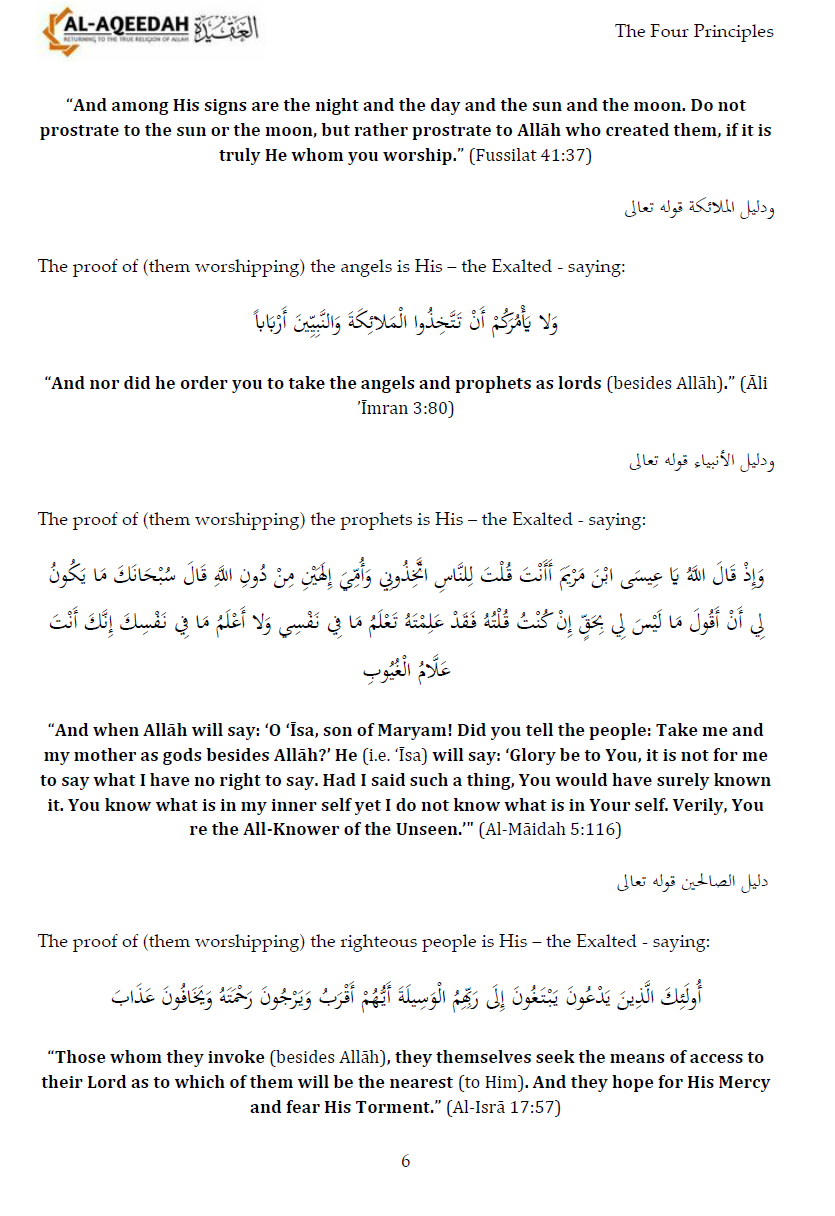 AL-AQEEDAH العقيدة
RETURNING TO THE TRUE RELIGION OF ALLAH
The Four Principles
“And among His signs are the night and the day and the sun and the moon. Do not
prostrate to the sun or the moon, but rather prostrate to Allāh who created them, if it is
truly He whom you worship.” (Fussilat 41:37)
ودليل الملائكة قوله تعالى
The proof of (them worshipping) the angels is His – the Exalted - saying:
وَلا يَأْمُرَكُمْ أَنْ تَتَّخِذُوا الْمَلائِكَةَ وَالنَّبِيِّينَ أَرْبَاباً
“And nor did he order you to take the angels and prophets as lords (besides Allāh).” (Āli
’Īmran 3:80)
ودليل الأنبياء قوله تعالى
The proof of (them worshipping) the prophets is His – the Exalted - saying:
وَإِذْ قَالَ اللَّهُ يَا عِيسَى ابْنَ مَرْيَمَ أَأَنْتَ قُلْتَ لِلنَّاسِ اتَّخِذُونِي وَأُمِّيَ إِلَهَيْنِ مِنْ دُونِ اللَّهِ قَالَ سُبْحَانَكَ مَا يَكُونُ
لِي أَنْ أَقُولَ مَا لَيْسَ لِي بِحَقٍّ إِنْ كُنْتُ قُلْتُهُ فَقَدْ عَلِمْتَهُ تَعْلَمُ مَا فِي نَفْسِي وَلا أَعْلَمُ مَا فِي نَفْسِكَ إِنَّكَ أَنْتَ
عَلَّامُ الْغُيُوبِ
“And when Allāh will say: ‘O ‘Īsa, son of Maryam! Did you tell the people: Take me and
my mother as gods besides Allāh?’ He (i.e. ‘Īsa) will say: ‘Glory be to You, it is not for me
to say what I have no right to say. Had I said such a thing, You would have surely known
it. You know what is in my inner self yet I do not know what is in Your self. Verily, You
re the All-Knower of the Unseen.’" (Al-Māidah 5:116)
دليل الصالحين قوله تعالى
The proof of (them worshipping) the righteous people is His – the Exalted - saying:
أُولَئِكَ الَّذِينَ يَدْعُونَ يَبْتَغُونَ إِلَى رَبِّهِمُ الْوَسِيلَةَ أَيُّهُمْ أَقْرَبُ وَيَرْجُونَ رَحْمَتَهُ وَيَخَافُونَ عَذَابَ
“Those whom they invoke (besides Allāh), they themselves seek the means of access to
their Lord as to which of them will be the nearest (to Him). And they hope for His Mercy
and fear His Torment.” (Al-Isrā 17:57)
6